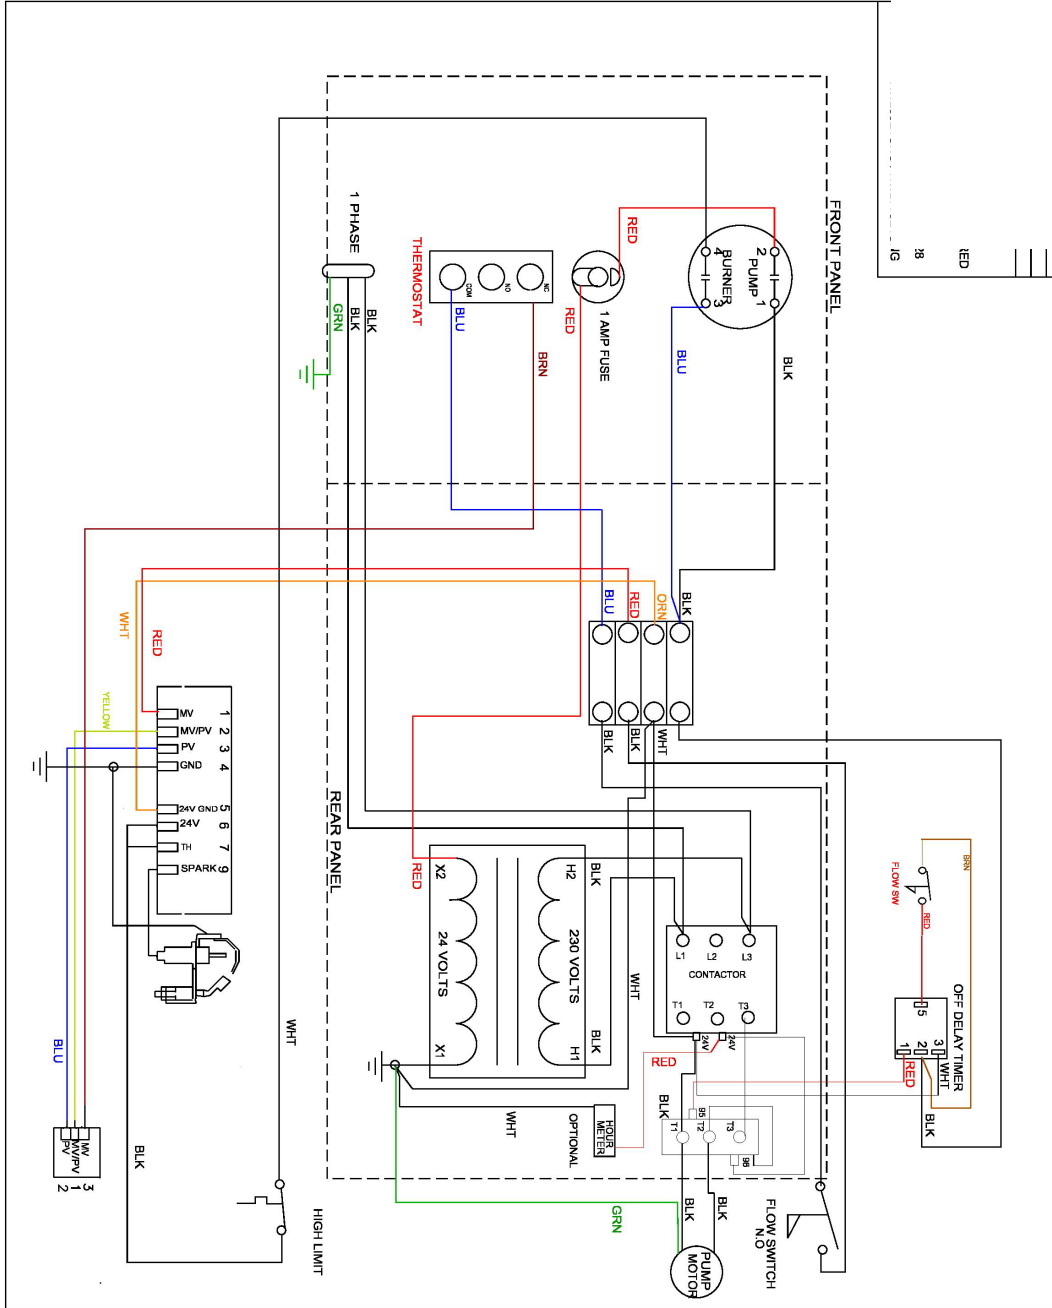 FRONT PANEL
PUMP
2
1
BURNER
4
3
RED
BLK
BLU
1 AMP FUSE
RED
THERMOSTAT
COM
NO
NC
BLU
BRN
1 PHASE
BLK
BLK
GRN
BLU
RED
ORN
BLK
BLK
BLK
WHT
REAR PANEL
WHT
RED
YELLOW
MV 1
MV/PV 2
PV 3
GND 4
24V GND 5
24V 6
TH 7
SPARK 9
X2
24 VOLTS
X1
RED
H2
230 VOLTS
H1
BLK
BLK
L1
L2
L3
CONTACTOR
T1
T2
T3
24V
24V
WHT
RED
BLK
WHT
HOUR METER
OPTIONAL
T1
95
T2
T3
96
BLK
BLK
GRN
PUMP MOTOR
FLOW SWITCH
N.O
FLOW SW
BRN
RED
OFF DELAY TIMER
5
1
2
3
RED
WHT
BLK
WHT
BLK
HIGH LIMIT
BLU
MV 3
MV/PV 1
PV 2
RED
28
IG